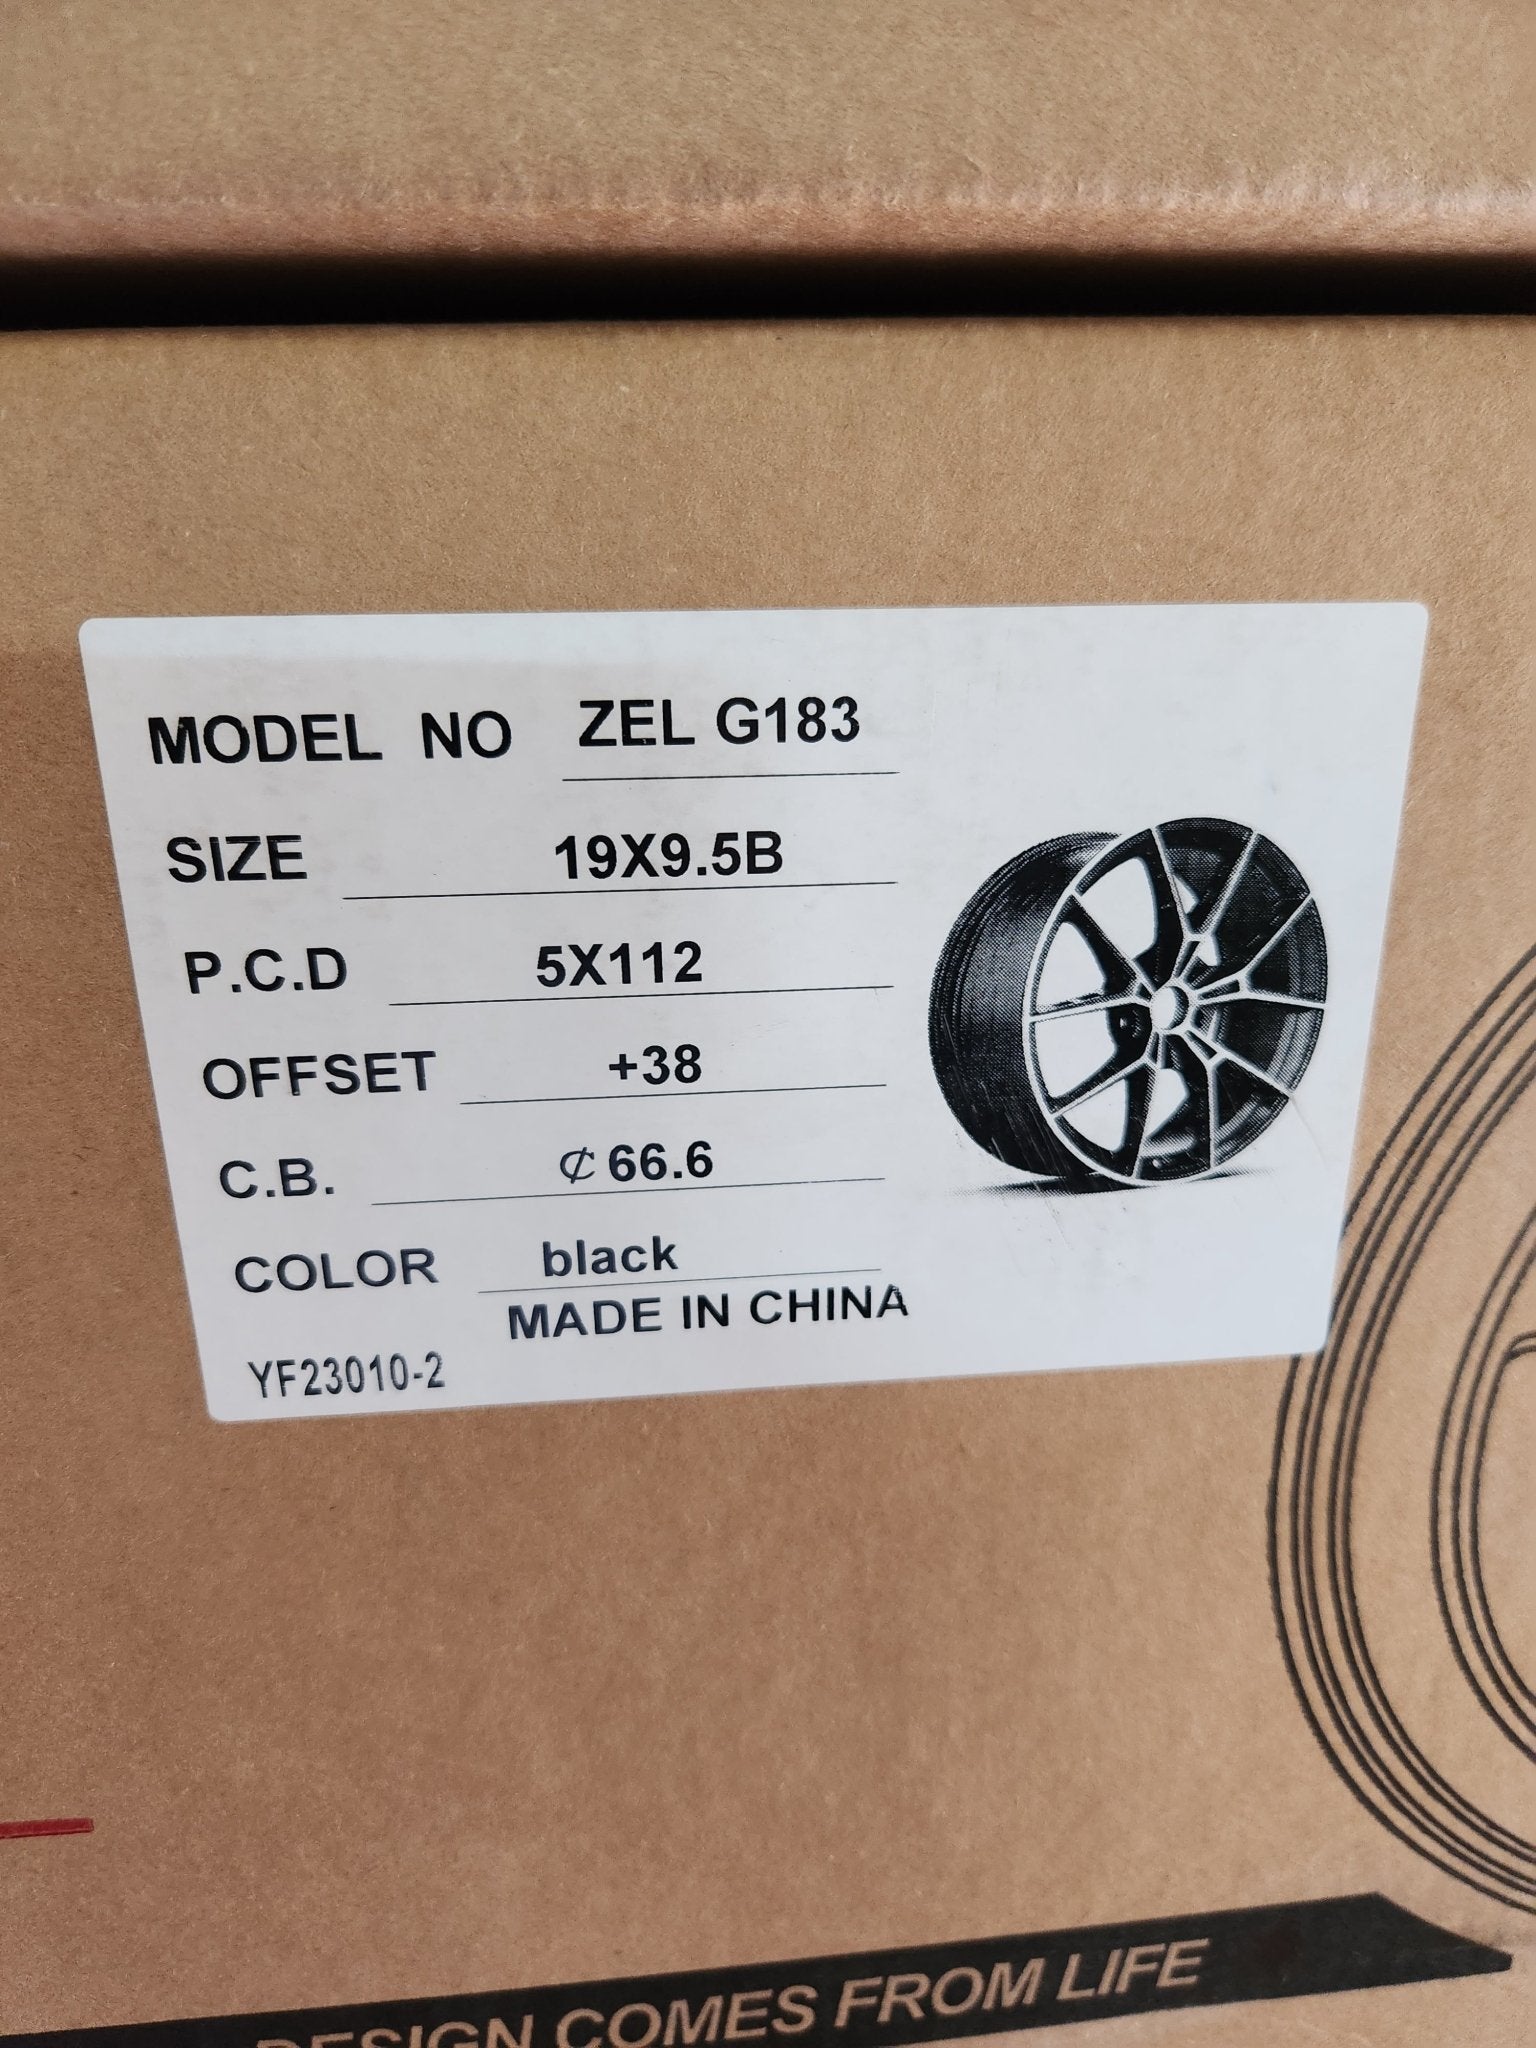 MODEL NO ZEL G183
SIZE 19X9.5B
P.C.D 5X112
OFFSET +38
C.B. ₵ 66.6
COLOR black
MADE IN CHINA
YF23010-2
DESIGN COMES FROM LIFE